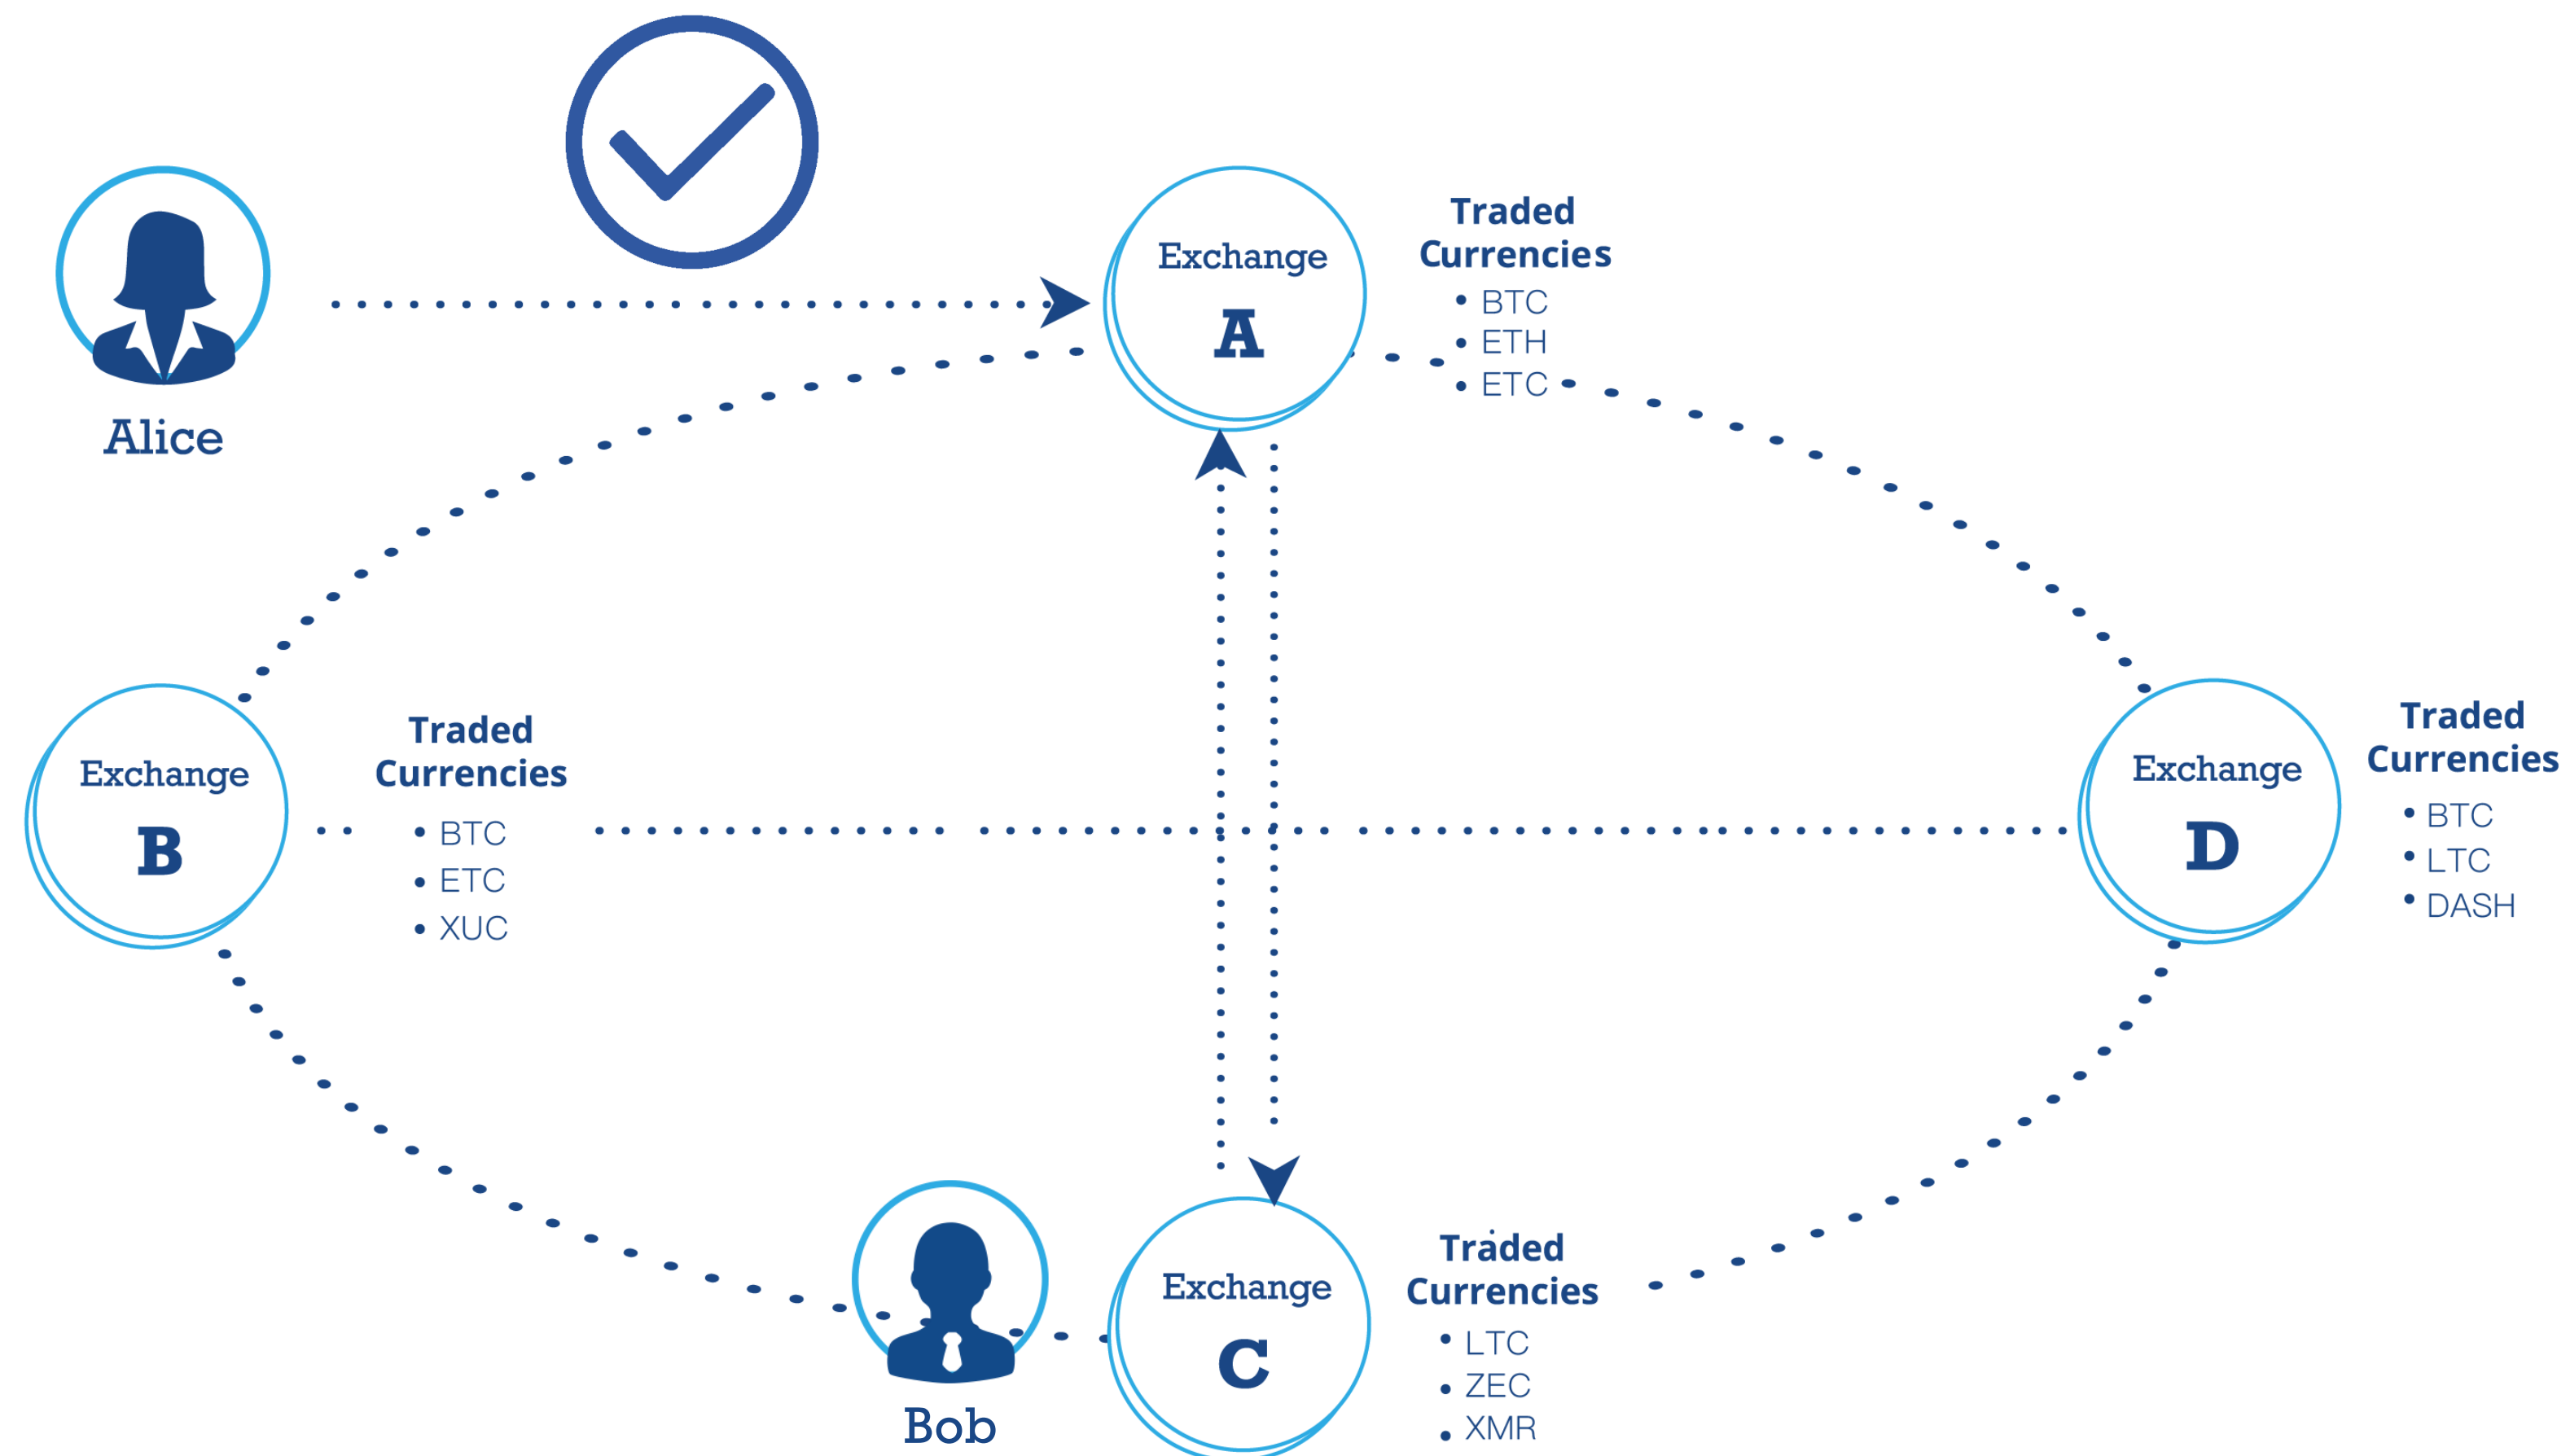 Exchange
A
Traded
Currencies
• BTC
• ETH
• ETC
Alice
Exchange
B
Traded
Currencies
• BTC
• ETC
• XUC
Exchange
D
Traded
Currencies
• BTC
• LTC
• DASH
Bob
Exchange
C
Traded
Currencies
• LTC
• ZEC
• XMR